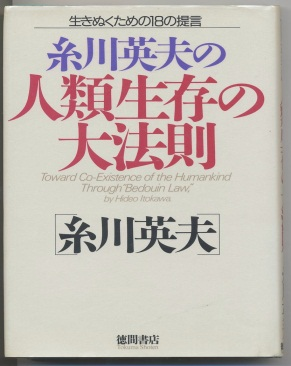 生きぬくための18の提言
糸川英夫の
人類生存の
大法則
Toward Co-Existence of the Humankind
Through "Bedouin Law,"
by Hideo Itokawa
[糸川英夫]
徳間書店
Tokuma Shoten